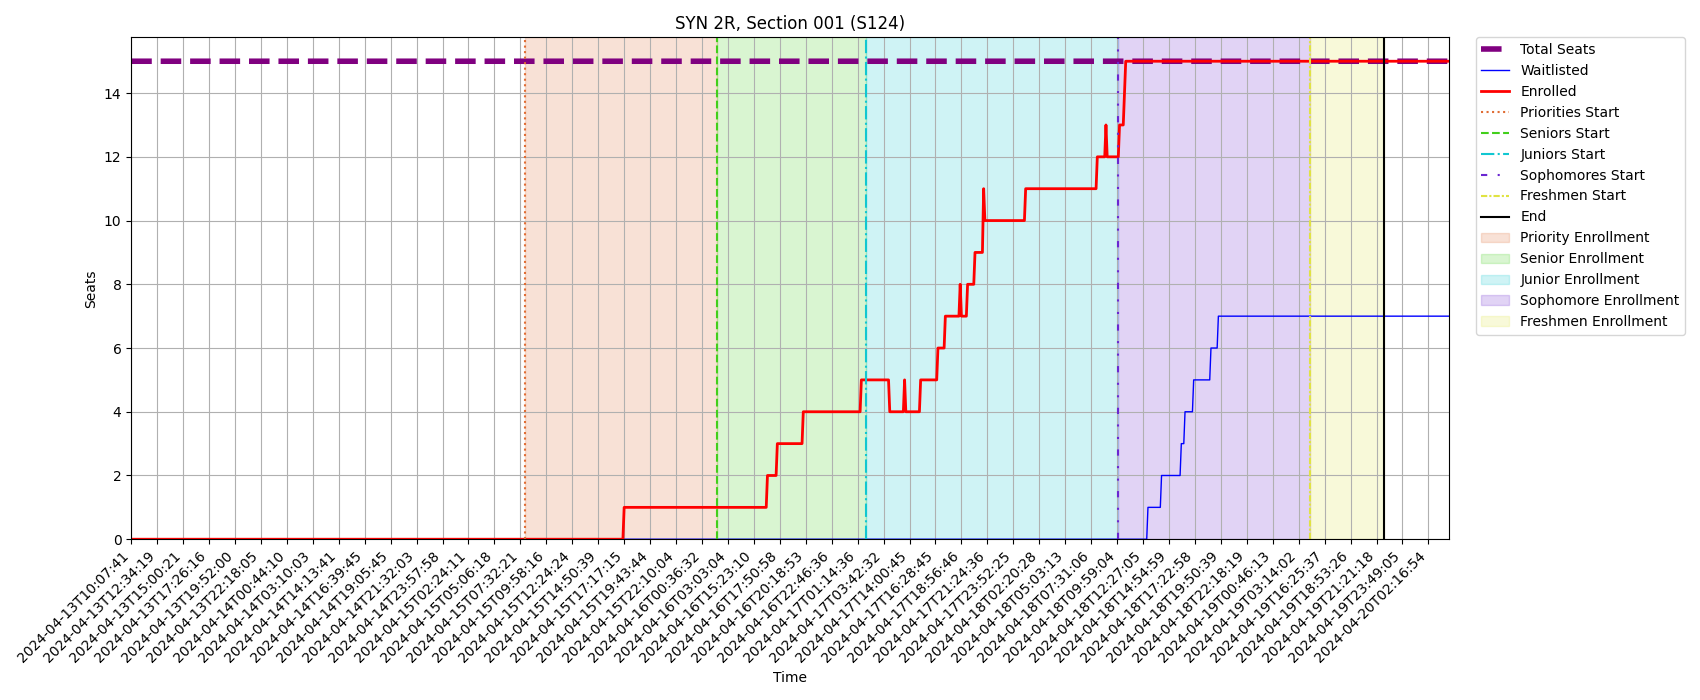 SYN 2R, Section 001 (S124)
Total Seats
Waitlisted
Enrolled
Priorities Start
Seniors Start
Juniors Start
Sophomores Start
Freshmen Start
End
Priority Enrollment
Senior Enrollment
Junior Enrollment
Sophomore Enrollment
Freshmen Enrollment
Seats
14
12
10
8
6
4
2
0
2024-04-13T10:07:41
2024-04-13T12:34:19
2024-04-13T15:00:21
2024-04-13T17:26:16
2024-04-13T19:52:00
2024-04-13T22:18:05
2024-04-14T00:44:10
2024-04-14T03:10:03
2024-04-14T14:13:41
2024-04-14T16:39:45
2024-04-14T19:05:45
2024-04-14T21:32:03
2024-04-14T23:57:58
2024-04-15T02:24:11
2024-04-15T05:06:18
2024-04-15T07:32:21
2024-04-15T09:58:16
2024-04-15T12:24:24
2024-04-15T14:50:39
2024-04-15T17:17:15
2024-04-15T19:43:44
2024-04-15T22:10:04
2024-04-16T00:36:32
2024-04-16T03:03:04
2024-04-16T15:23:10
2024-04-16T17:50:58
2024-04-16T20:18:53
2024-04-16T22:46:36
2024-04-17T01:14:36
2024-04-17T03:42:32
2024-04-17T14:00:45
2024-04-17T16:28:45
2024-04-17T18:56:46
2024-04-17T21:24:36
2024-04-17T23:52:25
2024-04-18T02:20:28
2024-04-18T05:03:13
2024-04-18T07:31:06
2024-04-18T09:59:04
2024-04-18T12:27:05
2024-04-18T14:54:59
2024-04-18T17:22:58
2024-04-18T19:50:39
2024-04-18T22:18:19
2024-04-19T00:46:13
2024-04-19T03:14:02
2024-04-19T16:25:37
2024-04-19T18:53:26
2024-04-19T21:21:18
2024-04-19T23:49:05
2024-04-20T02:16:54
Time